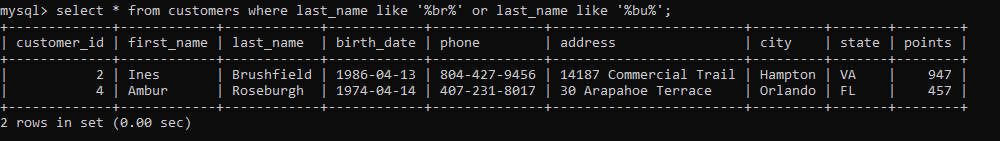 mysql> select * from customers where last_name like '%br%' or last_name like '%bu%';
+-------------+------------+------------+------------+--------------+------------------------+---------+-------+--------+
| customer_id | first_name | last_name  | birth_date | phone        | address                | city    | state | points |
+-------------+------------+------------+------------+--------------+------------------------+---------+-------+--------+
|           2 | Ines       | Brushfield | 1986-04-13 | 804-427-9456 | 14187 Commercial Trail | Hampton | VA    |    947 |
|           4 | Ambur      | Roseburgh  | 1974-04-14 | 407-231-8017 | 30 Arapahoe Terrace    | Orlando | FL    |    457 |
+-------------+------------+------------+------------+--------------+------------------------+---------+-------+--------+
2 rows in set (0.00 sec)